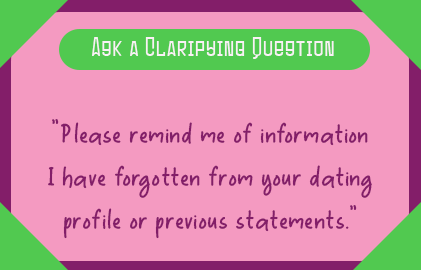 Ask a Clarifying Question
"Please remind me of information
I have forgotten from your dating
profile or previous statements."